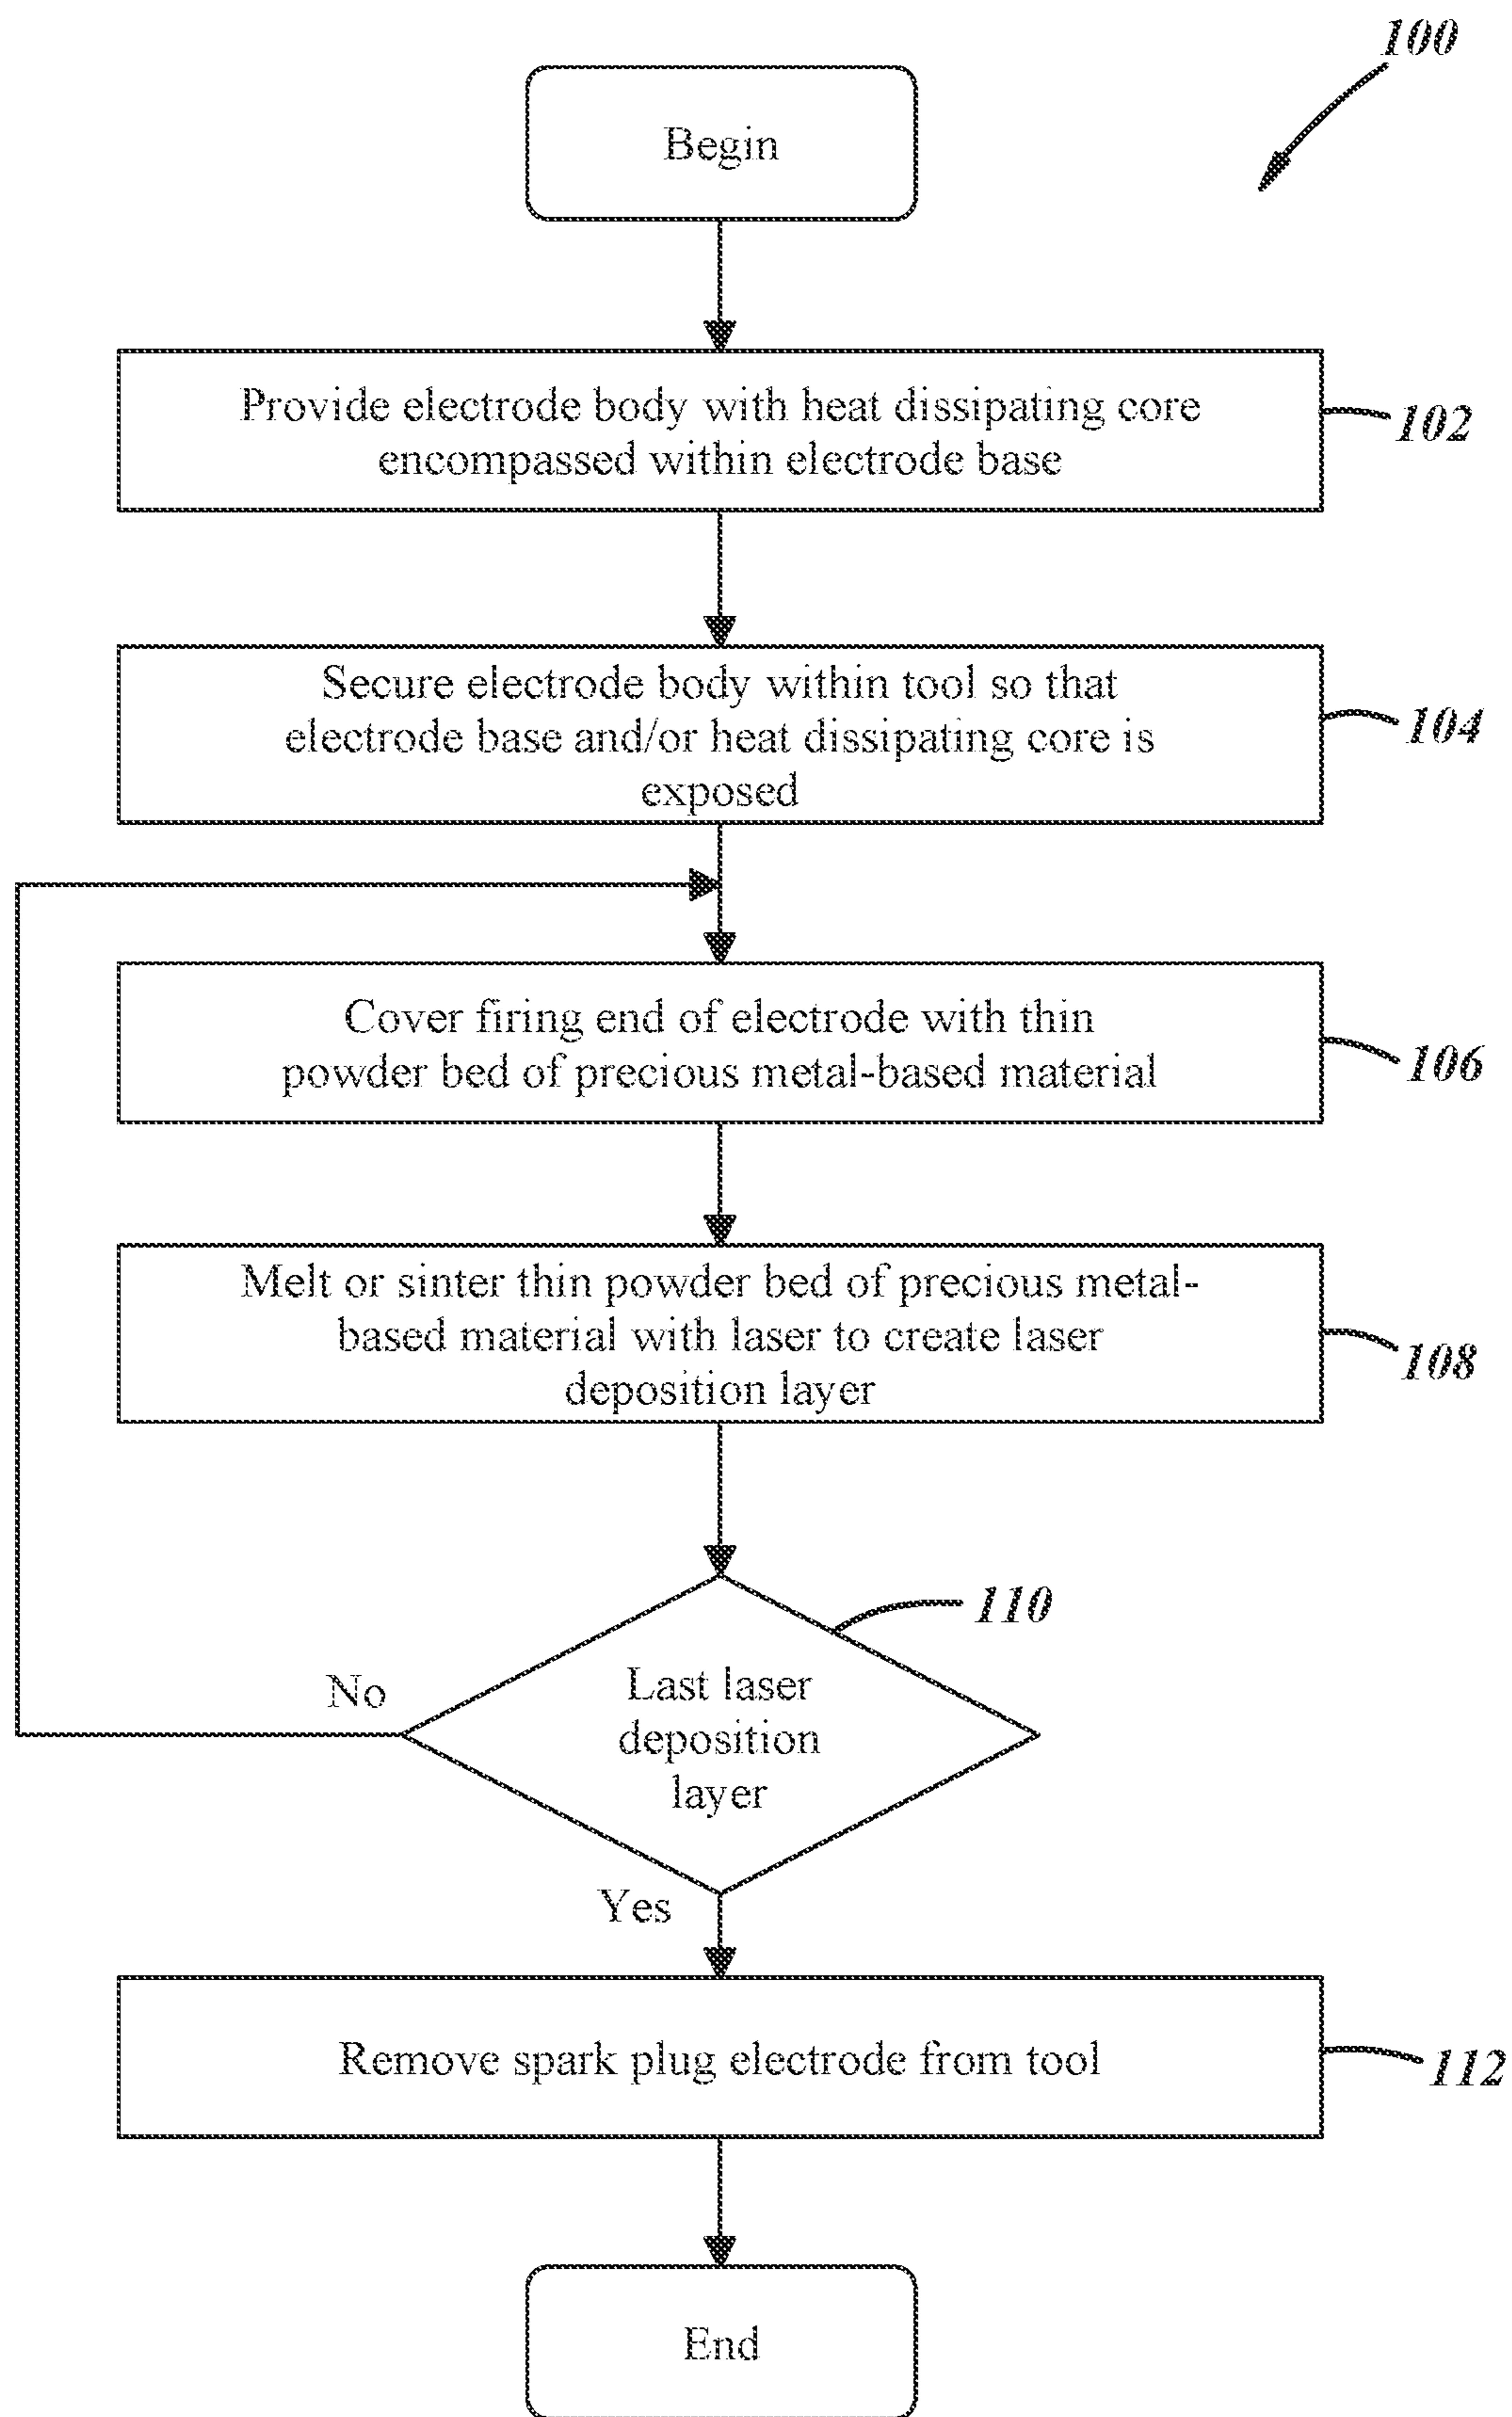 100
Begin
Provide electrode body with heat dissipating core
encompassed within electrode base
102
Secure electrode body within tool so that
electrode base and/or heat dissipating core is
exposed
104
Cover firing end of electrode with thin
powder bed of precious metal-based material
106
Melt or sinter thin powder bed of precious metal-
based material with laser to create laser
deposition layer
108
110
No
Last laser
deposition
layer
Yes
Remove spark plug electrode from tool
112
End